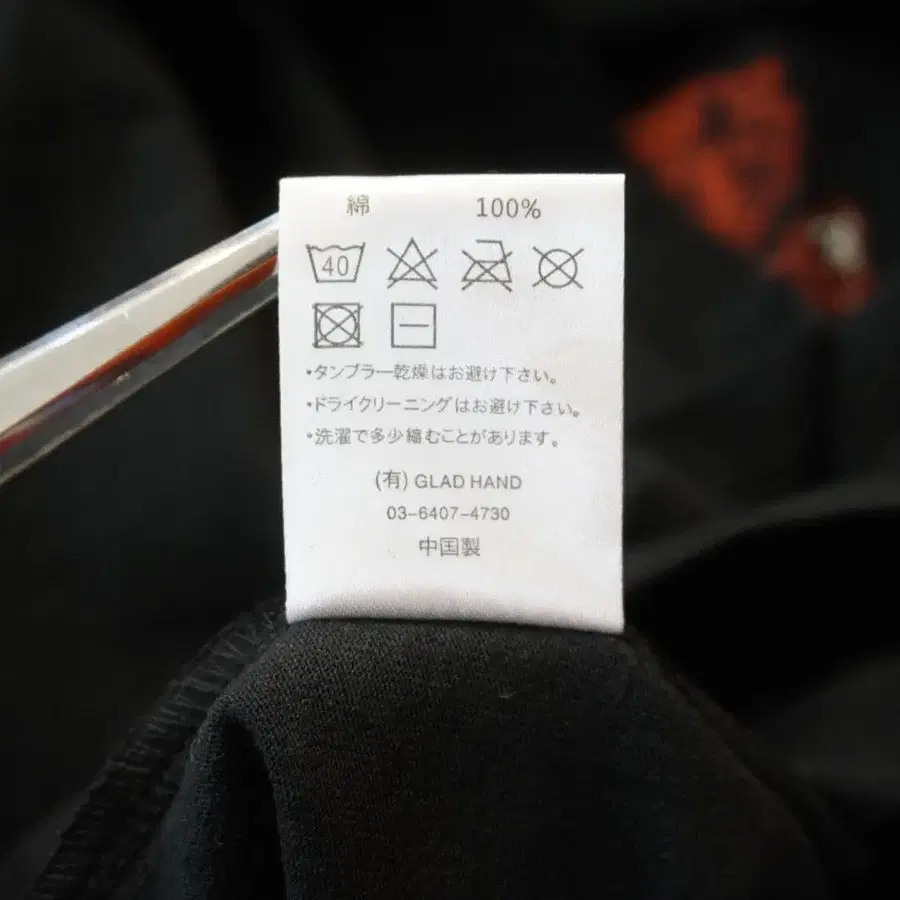 綿 100%
40
•タンブラー乾燥はお避け下さい。
•ドライクリーニングはお避け下さい。
•洗濯で多少縮むことがあります。
(有) GLAD HAND
03-6407-4730
中国製